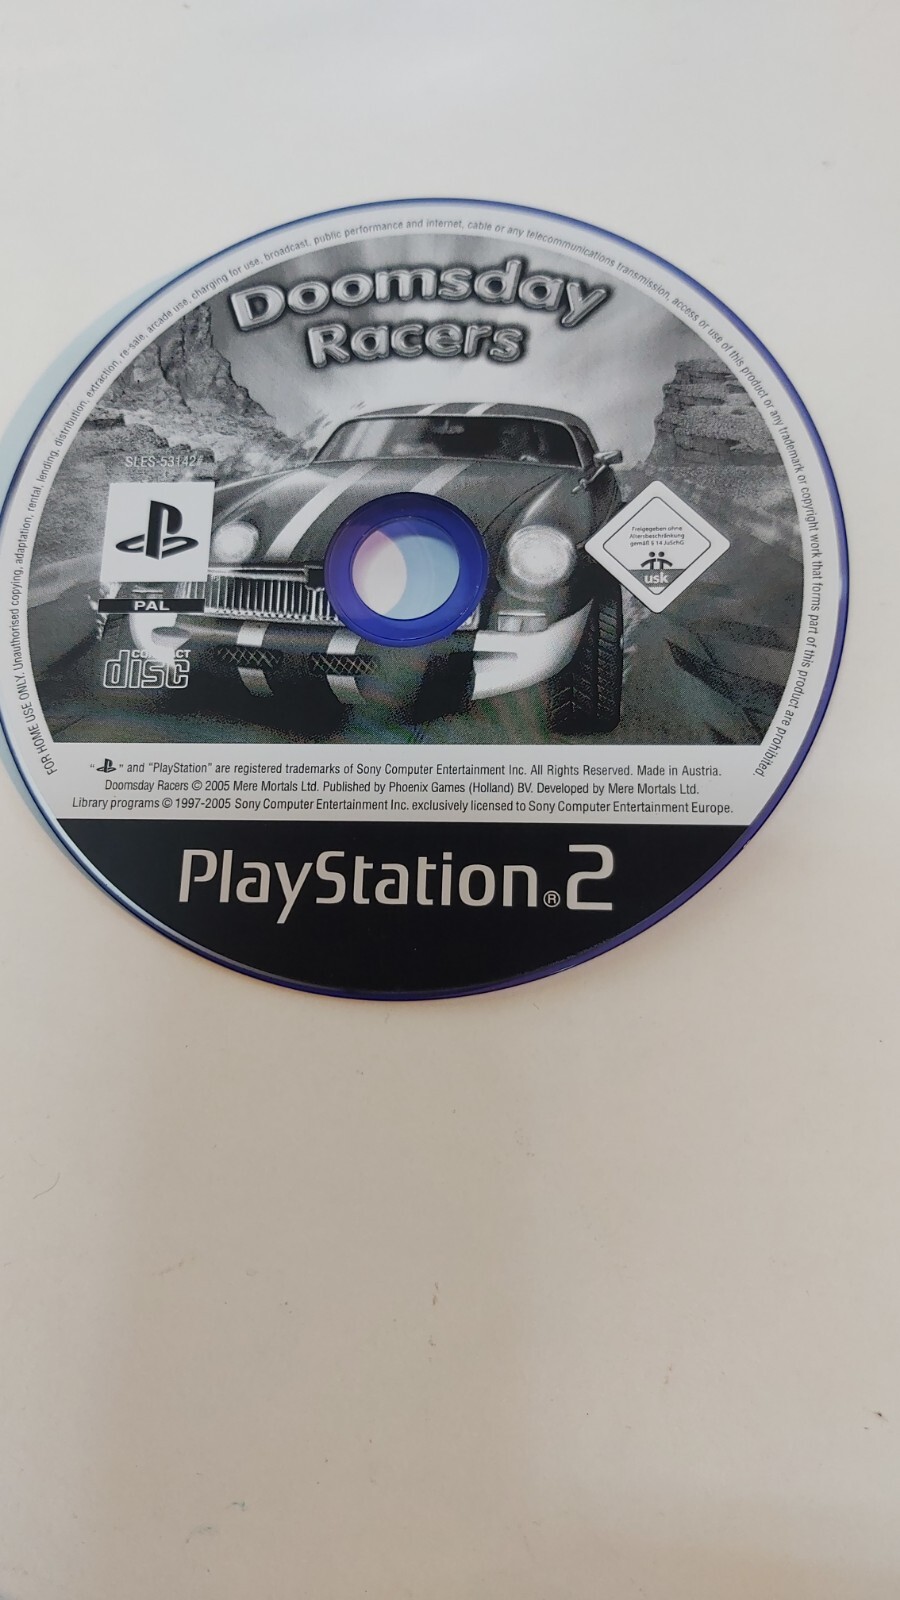 FOR HOME USE ONLY. Unauthorised copying, adaptation, rental, lending, distribution, extraction, re-sale, arcade use, charging for use, broadcast, public performance and internet, cable or any telecommunications transmission, access or use of this product or any trademark or copyright work that forms part of this product are prohibited.
Doomsday
Racers
SLES-53142#
PAL
COMPACT
disc
Freigegeben ohne
Altersbeschränkung
gemäß § 14 JuSchG
usk
" " and "PlayStation" are registered trademarks of Sony Computer Entertainment Inc. All Rights Reserved. Made in Austria.
Doomsday Racers © 2005 Mere Mortals Ltd. Published by Phoenix Games (Holland) BV. Developed by Mere Mortals Ltd.
Library programs © 1997-2005 Sony Computer Entertainment Inc. exclusively licensed to Sony Computer Entertainment Europe.
PlayStation®2